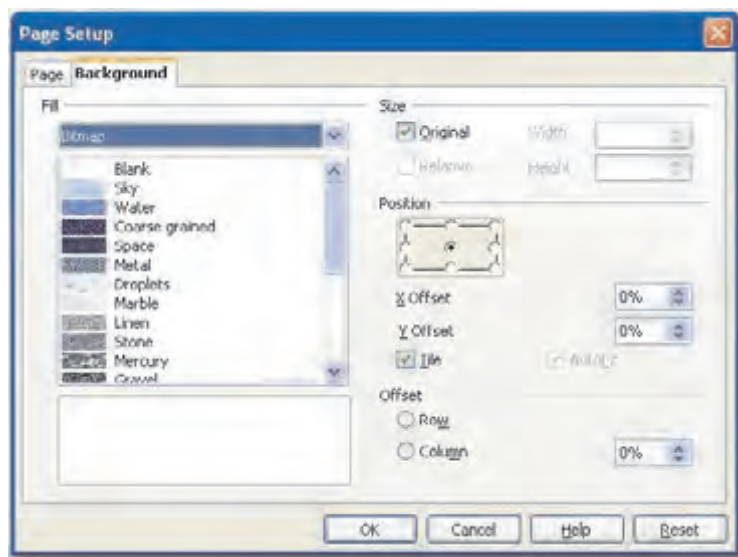 Page Setup
Page Background
Fill
Bitmap
Blank
Sky
Water
Coarse grained
Space
Metal
Droplets
Marble
Linen
Stone
Mercury
Gravel
Size
Original Width
Relative Height
Position
X Offset 0%
Y Offset 0%
Tile AutoFit
Offset
Row
Column 0%
OK Cancel Help Reset